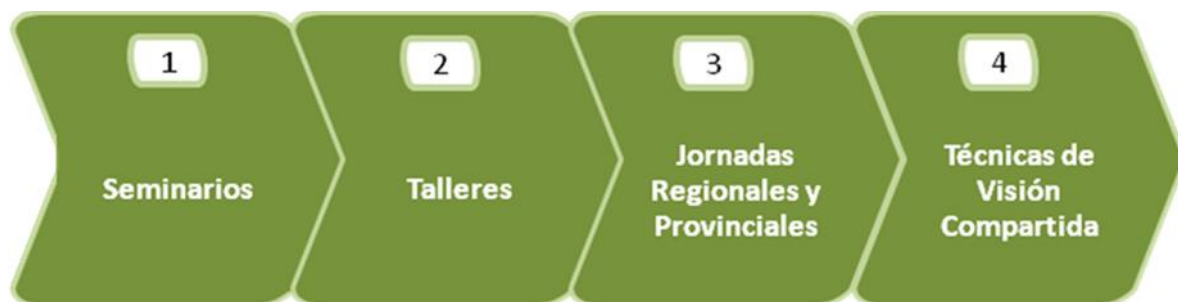 1
Seminarios
2
Talleres
3
Jornadas
Regionales y
Provinciales
4
Técnicas de
Visión
Compartida